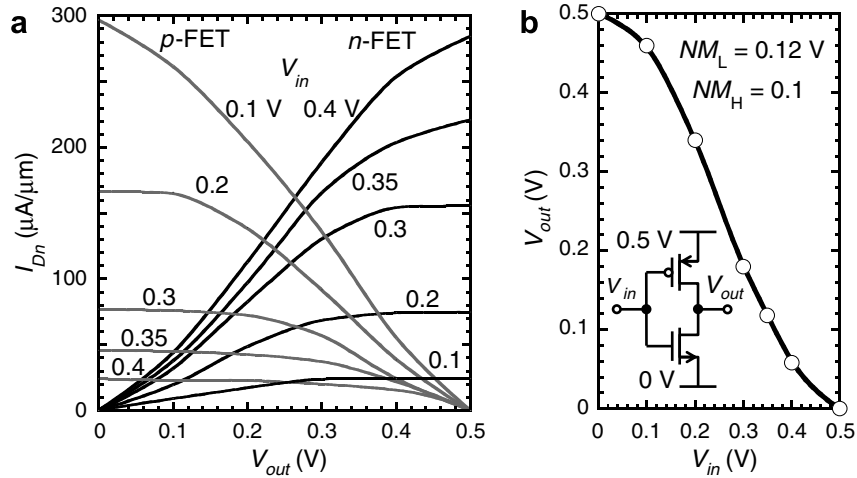 a
300
200
100
0
I_Dn (μA/μm)
p-FET
n-FET
V_in
0.1 V
0.4 V
0.2
0.35
0.3
0.3
0.2
0.35
0.4
0.1
0
0.1
0.2
0.3
0.4
0.5
V_out (V)
b
0.5
0.4
0.3
0.2
0.1
0
V_out (V)
NM_L = 0.12 V
NM_H = 0.1
0.5 V
V_in
V_out
0 V
0
0.1
0.2
0.3
0.4
0.5
V_in (V)